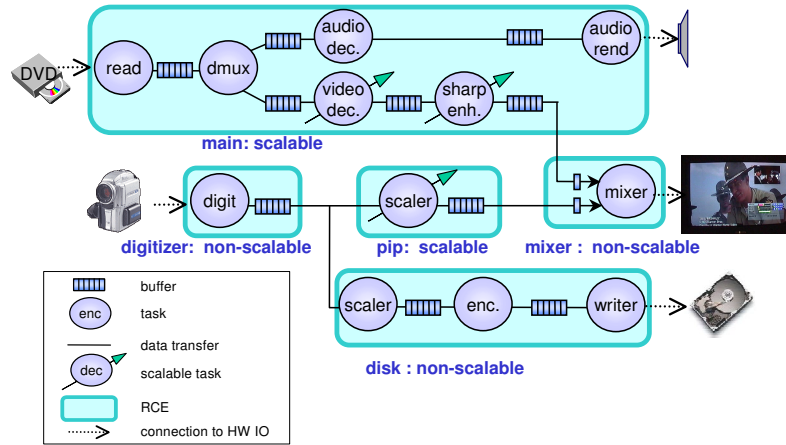 audio
dec.
audio
rend
DVD
read
dmux
video
dec.
sharp
enh.
main: scalable
digit
scaler
mixer
digitizer: non-scalable
pip: scalable
mixer : non-scalable
buffer
enc
task
data transfer
dec
scalable task
RCE
connection to HW IO
scaler
enc.
writer
disk : non-scalable